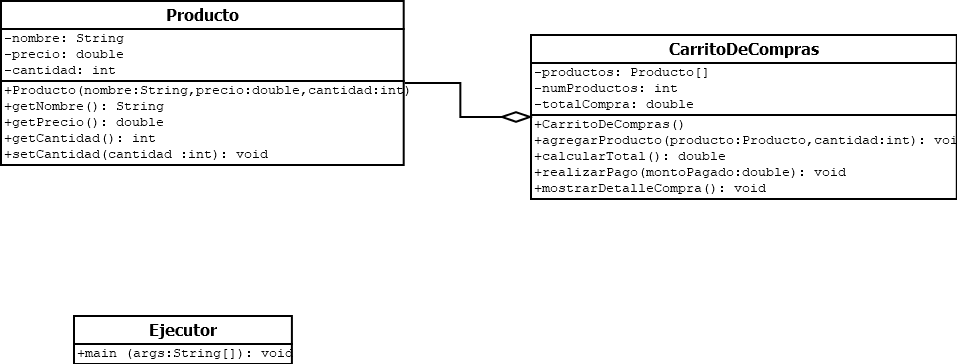 Producto
-nombre: String
-precio: double
-cantidad: int
+Producto(nombre:String,precio:double,cantidad:int)
+getNombre(): String
+getPrecio(): double
+getCantidad(): int
+setCantidad(cantidad :int): void
CarritoDeCompras
-productos: Producto[]
-numProductos: int
-totalCompra: double
+CarritoDeCompras()
+agregarProducto(producto:Producto,cantidad:int): voi
+calcularTotal(): double
+realizarPago(montoPagado:double): void
+mostrarDetalleCompra(): void
Ejecutor
+main (args:String[]): void